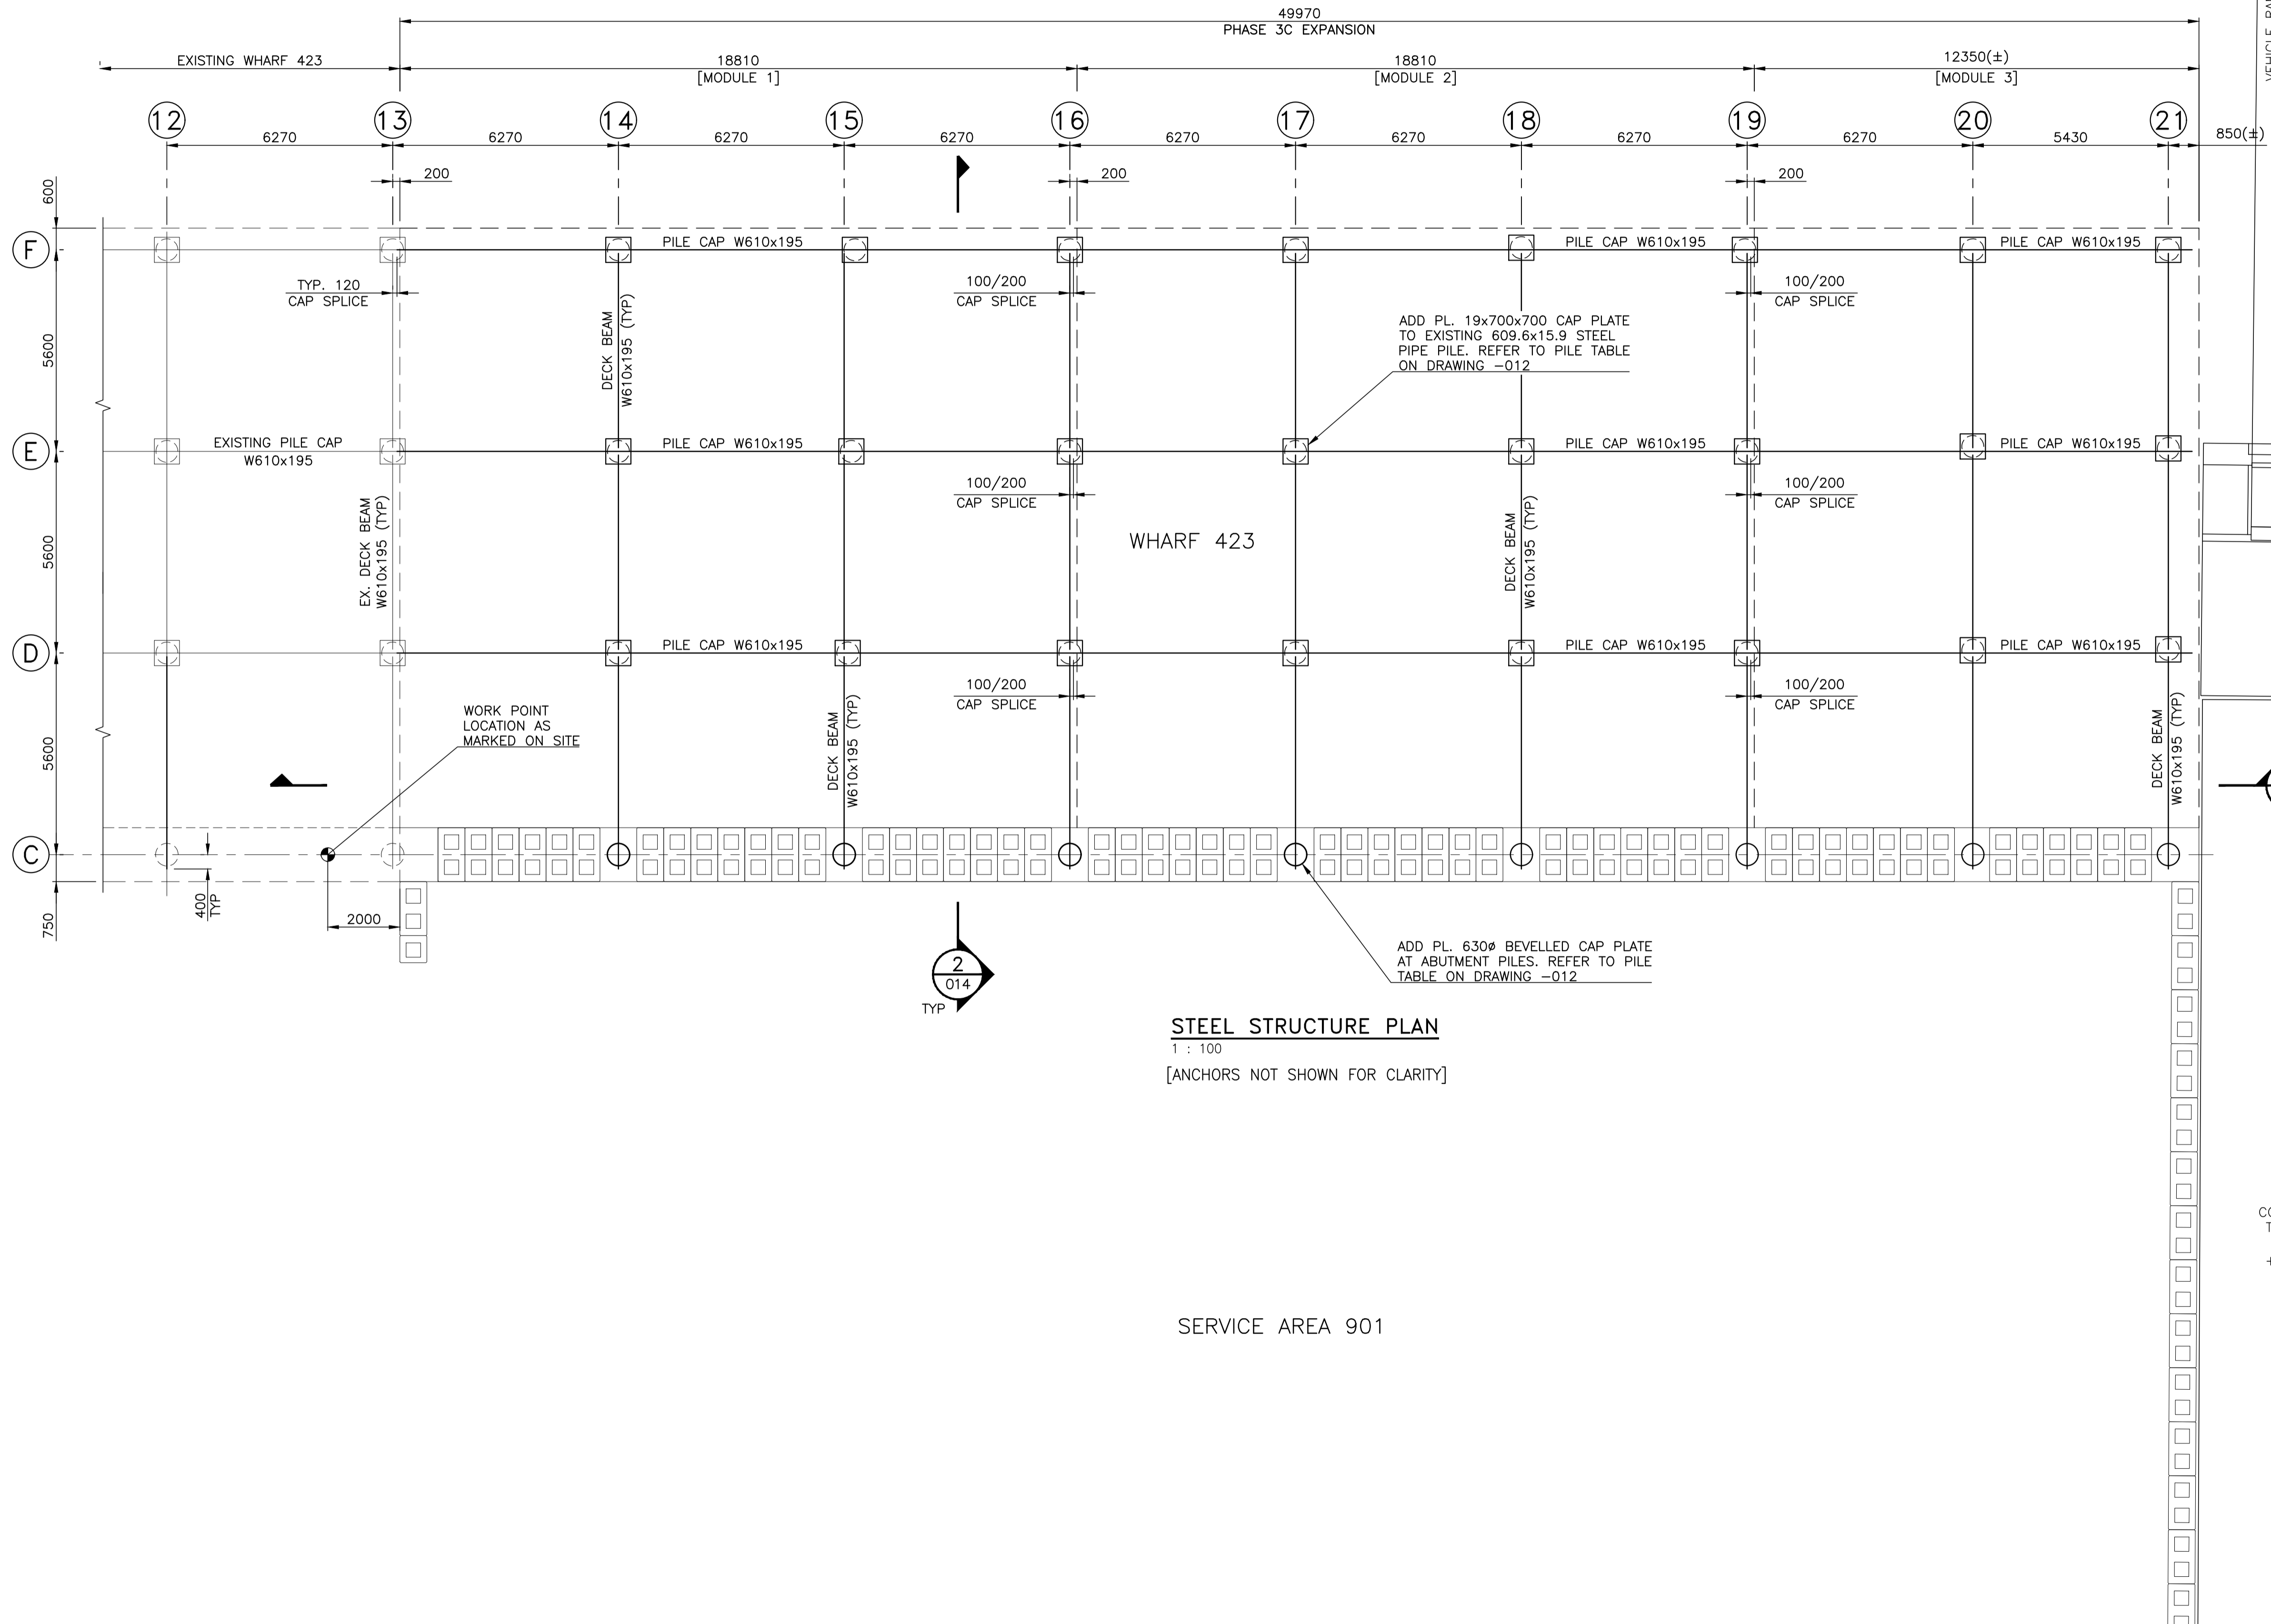 49970
PHASE 3C EXPANSION
EXISTING WHARF 423
18810
[MODULE 1]
18810
[MODULE 2]
12350(±)
[MODULE 3]
12 13 14 15 16 17 18 19 20 21
6270 6270 6270 6270 6270 6270 6270 6270 5430 850(±)
200 200 200
600
F
PILE CAP W610x195 PILE CAP W610x195 PILE CAP W610x195
TYP. 120
CAP SPLICE
100/200
CAP SPLICE
100/200
CAP SPLICE
5600
DECK BEAM
W610x195 (TYP)
ADD PL. 19x700x700 CAP PLATE
TO EXISTING 609.6x15.9 STEEL
PIPE PILE. REFER TO PILE TABLE
ON DRAWING -012
E
EXISTING PILE CAP
W610x195
PILE CAP W610x195 PILE CAP W610x195 PILE CAP W610x195
100/200
CAP SPLICE
100/200
CAP SPLICE
5600
EX. DECK BEAM
W610x195 (TYP)
WHARF 423
DECK BEAM
W610x195 (TYP)
D
PILE CAP W610x195 PILE CAP W610x195 PILE CAP W610x195
100/200
CAP SPLICE
100/200
CAP SPLICE
5600
WORK POINT
LOCATION AS
MARKED ON SITE
DECK BEAM
W610x195 (TYP)
DECK BEAM
W610x195 (TYP)
C
750
400
TYP
2000
2
014
TYP
ADD PL. 630ø BEVELLED CAP PLATE
AT ABUTMENT PILES. REFER TO PILE
TABLE ON DRAWING -012
STEEL STRUCTURE PLAN
1 : 100
[ANCHORS NOT SHOWN FOR CLARITY]
SERVICE AREA 901
VEHICLE